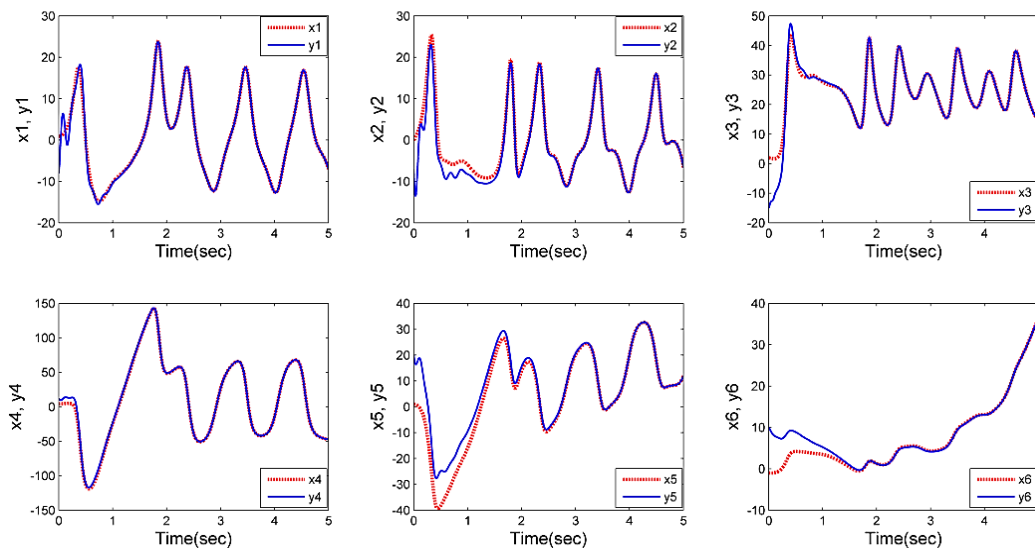 x1, y1
30
20
10
0
-10
-20
0 1 2 3 4 5
Time(sec)
x1
y1
x2, y2
30
20
10
0
-10
-20
0 1 2 3 4 5
Time(sec)
x2
y2
x3, y3
50
40
30
20
10
0
-10
-20
0 1 2 3 4
Time(sec)
x3
y3
x4, y4
150
100
50
0
-50
-100
-150
0 1 2 3 4 5
Time(sec)
x4
y4
x5, y5
40
30
20
10
0
-10
-20
-30
-40
0 1 2 3 4 5
Time(sec)
x5
y5
x6, y6
40
30
20
10
0
-10
0 1 2 3 4
Time(sec)
x6
y6